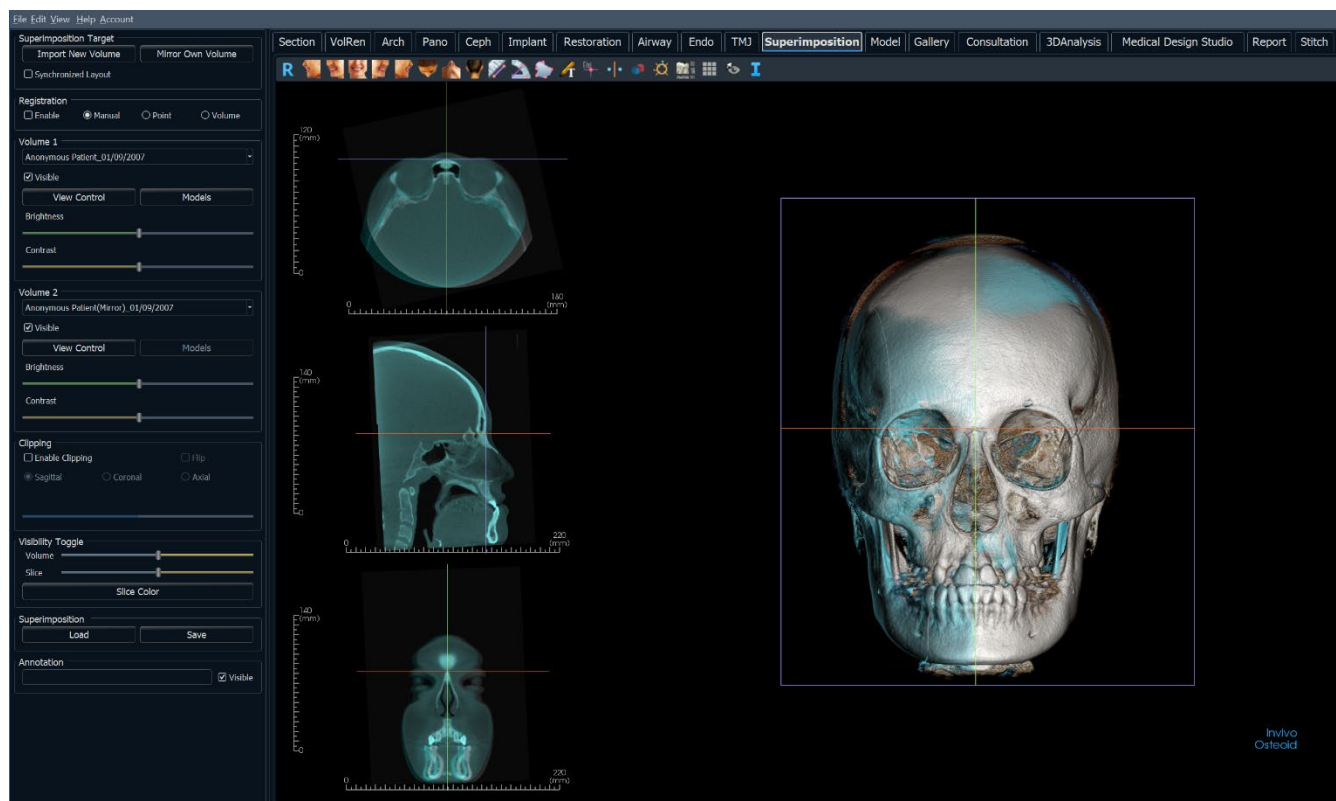 File Edit View Help Account
Superimposition Target
Import New Volume Mirror Own Volume
Synchronized Layout
Registration
Enable Manual Point Volume
Volume 1
Anonymous Patient_01/09/2007
Visible
View Control Models
Brightness
Contrast
Volume 2
Anonymous Patient(Mirror)_01/09/2007
Visible
View Control Models
Brightness
Contrast
Clipping
Enable Clipping Flip
Sagittal Coronal Axial
Visibility Toggle
Volume
Slice
Slice Color
Superimposition
Load Save
Annotation
Visible
Section VolRen Arch Pano Ceph Implant Restoration Airway Endo TMJ Superimposition Model Gallery Consultation 3DAnalysis Medical Design Studio Report Stitch
R T I
120
(mm)
0
0 180
(mm)
140
(mm)
0
0 220
(mm)
140
(mm)
0
0 220
(mm)
Invivo
Osteoid